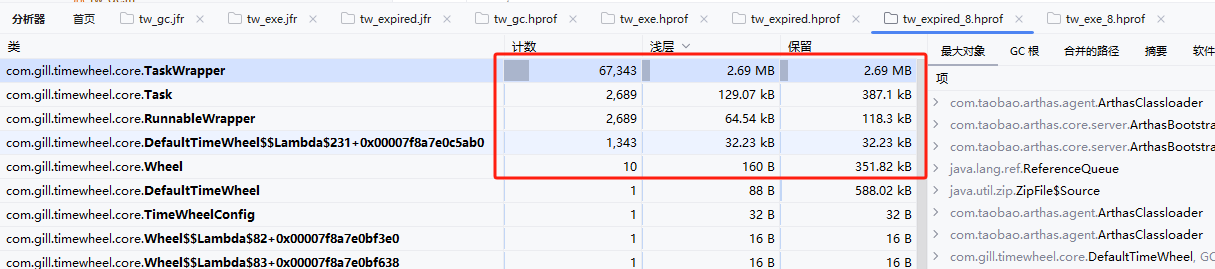 分析器 首页 tw_gc.jfr tw_exe.jfr tw_expired.jfr tw_gc.hprof tw_exe.hprof tw_expired.hprof tw_expired_8.hprof tw_exe_8.hprof
类 计数 浅层 保留 最大对象 GC 根 合并的路径 摘要 软件
项
com.gill.timewheel.core.TaskWrapper 67,343 2.69 MB 2.69 MB
com.gill.timewheel.core.Task 2,689 129.07 kB 387.1 kB com.taobao.arthas.agent.ArthasClassloader
com.gill.timewheel.core.RunnableWrapper 2,689 64.54 kB 118.3 kB com.taobao.arthas.core.server.ArthasBootstra
com.gill.timewheel.core.DefaultTimeWheel$$Lambda$231+0x00007f8a7e0c5ab0 1,343 32.23 kB 32.23 kB com.taobao.arthas.core.server.ArthasBootstra
com.gill.timewheel.core.Wheel 10 160 B 351.82 kB java.lang.ref.ReferenceQueue
com.gill.timewheel.core.DefaultTimeWheel 1 88 B 588.02 kB java.util.zip.ZipFile$Source
com.gill.timewheel.core.TimeWheelConfig 1 32 B 32 B com.taobao.arthas.agent.ArthasClassloader
com.gill.timewheel.core.Wheel$$Lambda$82+0x00007f8a7e0bf3e0 1 16 B 16 B com.taobao.arthas.agent.ArthasClassloader
com.gill.timewheel.core.Wheel$$Lambda$83+0x00007f8a7e0bf638 1 16 B 16 B com.gill.timewheel.core.DefaultTimeWheel, GC